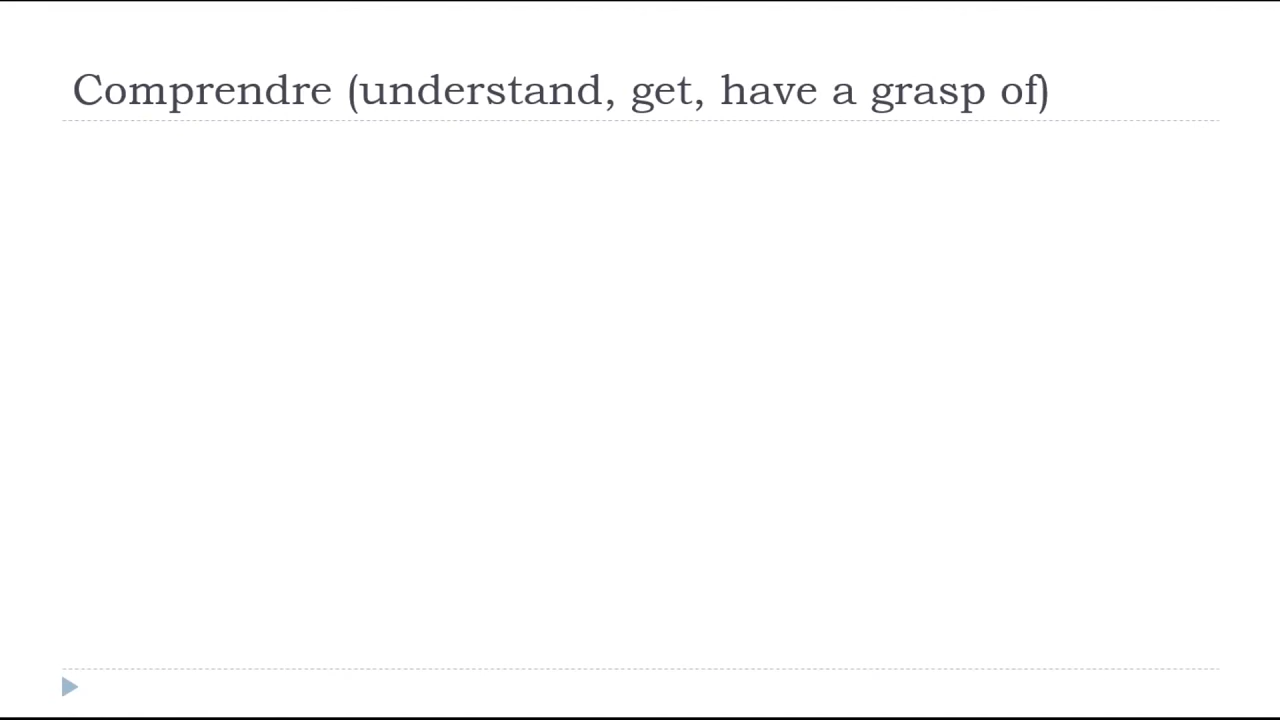 Comprendre (understand, get, have a grasp of)